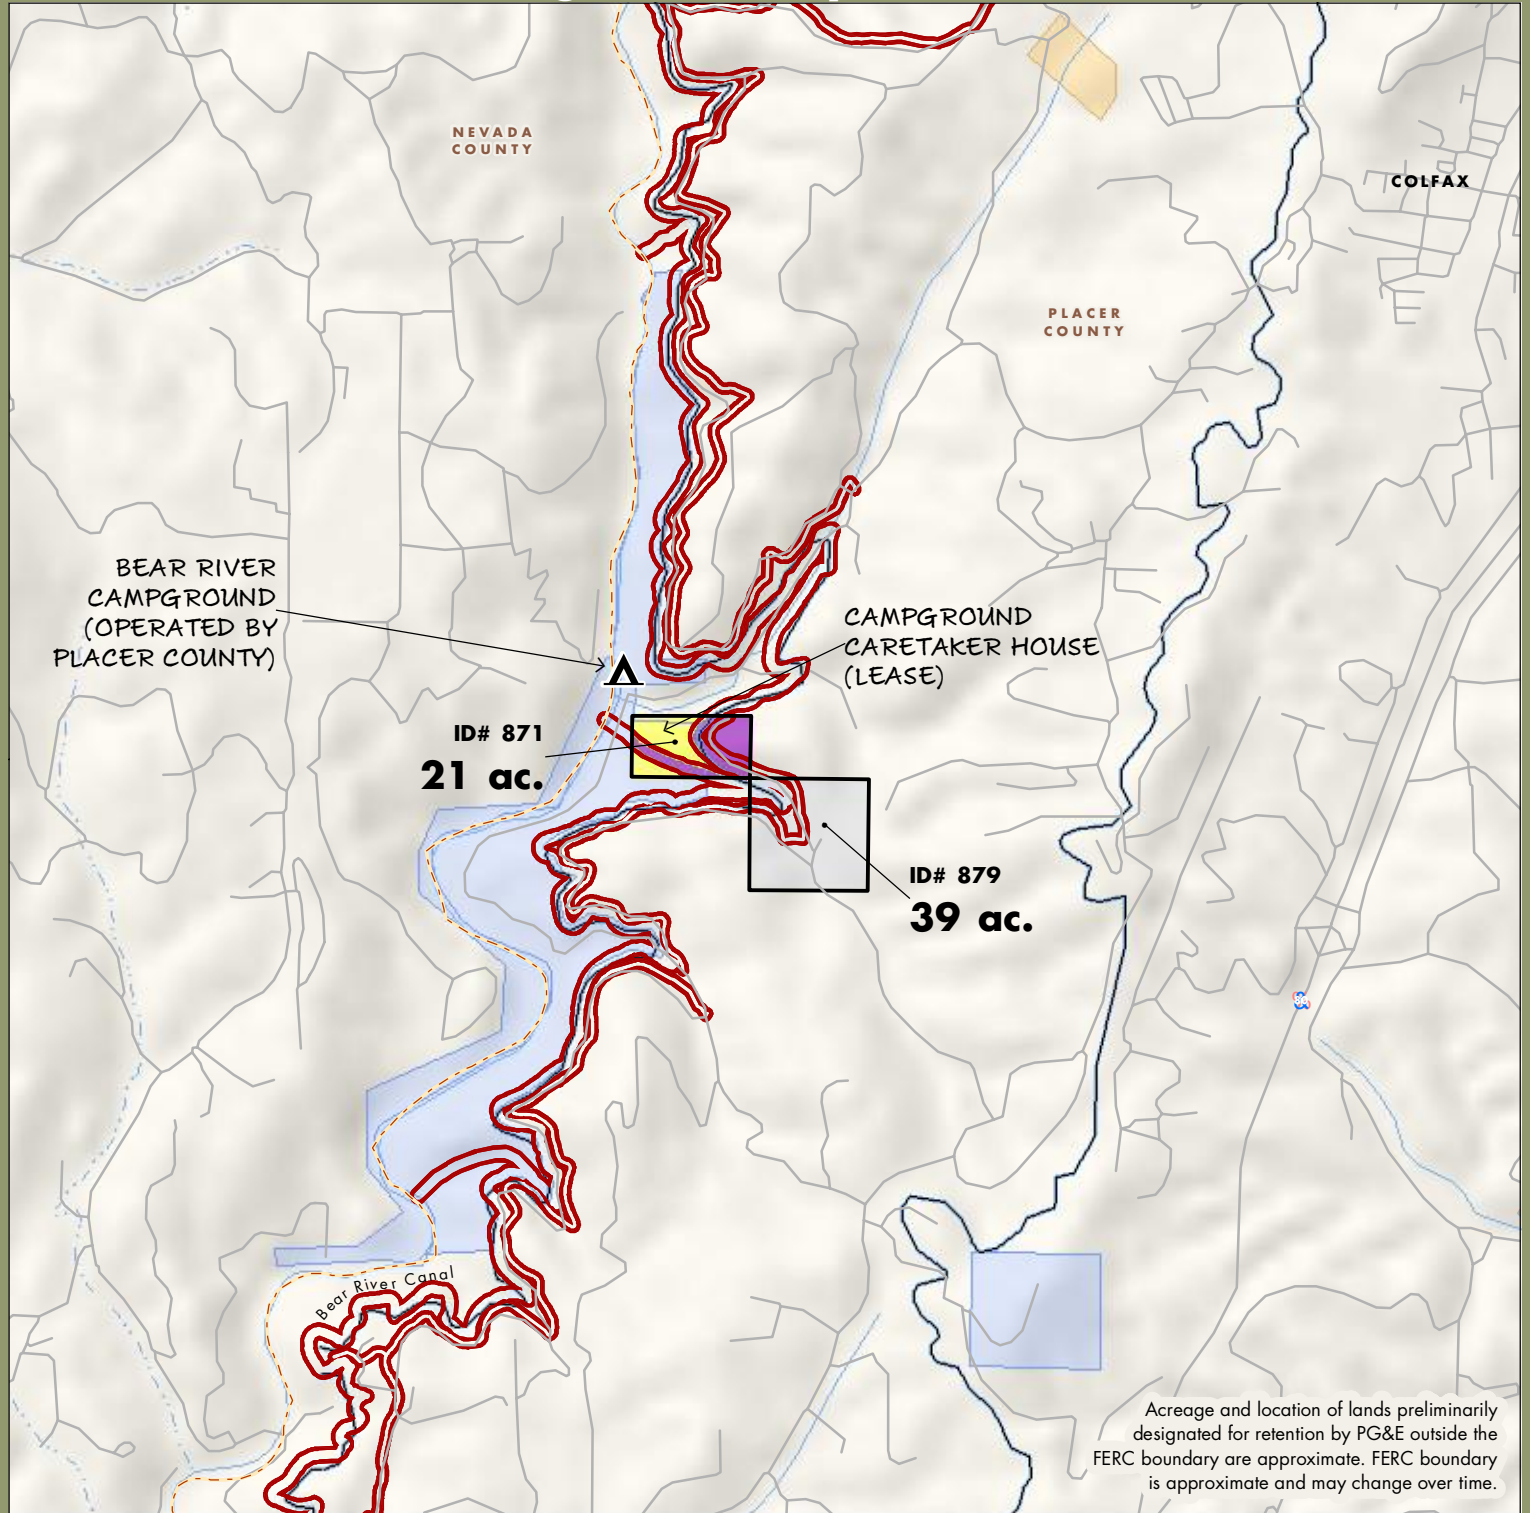 NEVADA
COUNTY
COLFAX
PLACER
COUNTY
BEAR RIVER
CAMPGROUND
(OPERATED BY
PLACER COUNTY)
CAMPGROUND
CARETAKER HOUSE
(LEASE)
ID# 871
21 ac.
ID# 879
39 ac.
Bear River Canal
Acreage and location of lands preliminarily
designated for retention by PG&E outside the
FERC boundary are approximate. FERC boundary
is approximate and may change over time.